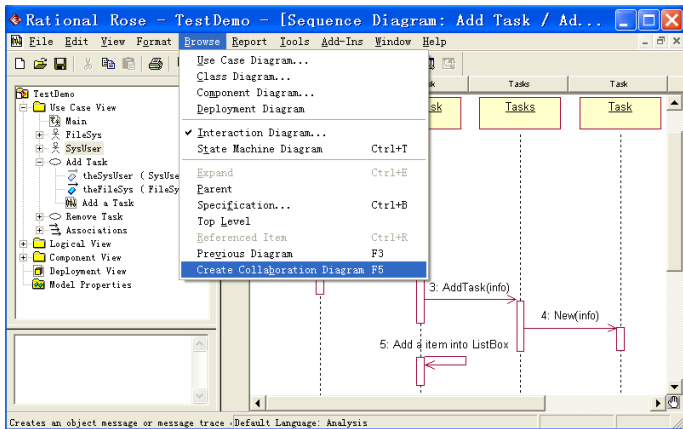 Rational Rose - TestDemo - [Sequence Diagram: Add Task / Ad...
File Edit View Format Browse Report Tools Add-Ins Window Help
Use Case Diagram...
Class Diagram...
Component Diagram...
Deployment Diagram
Interaction Diagram...
State Machine Diagram Ctrl+T
Expand Ctrl+E
Parent
Specification... Ctrl+B
Top Level
Referenced Item Ctrl+R
Previous Diagram F3
Create Collaboration Diagram F5
TestDemo
Use Case View
Main
FileSys
SysUser
Add Task
theSysUser ( SysUse
theFileSys ( FileSy
Add a Task
Remove Task
Associations
Logical View
Component View
Deployment View
Model Properties
sk Tasks Task
sk Tasks Task
3: AddTask(info)
4: New(info)
5: Add a item into ListBox
Creates an object message or message trace Default Language: Analysis